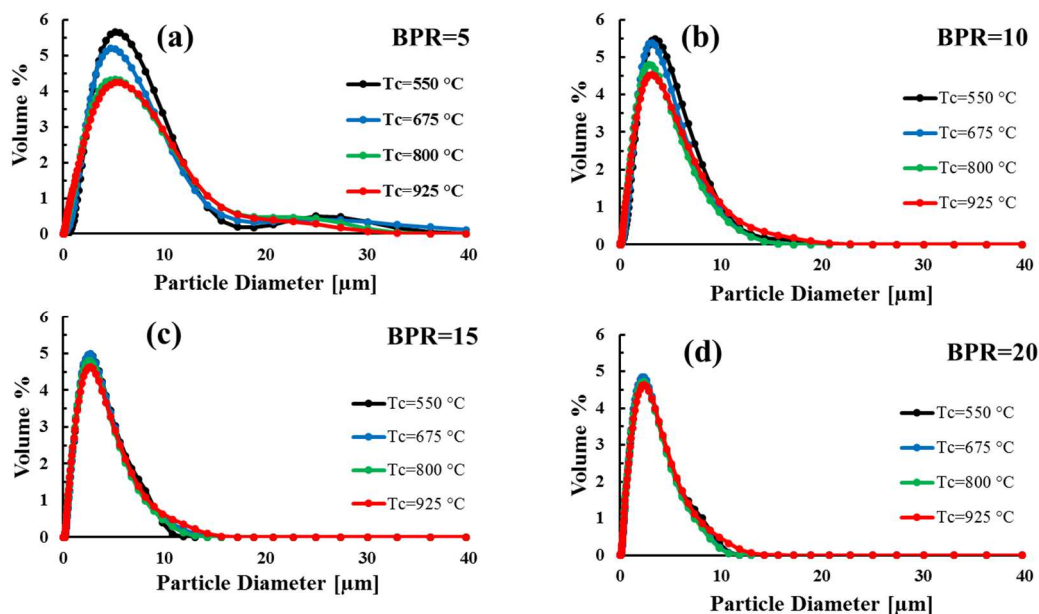 (a)
BPR=5
Volume %
6
5
4
3
2
1
0
Tc=550 °C
Tc=675 °C
Tc=800 °C
Tc=925 °C
0 10 20 30 40
Particle Diameter [µm]
(b)
BPR=10
Volume %
6
5
4
3
2
1
0
Tc=550 °C
Tc=675 °C
Tc=800 °C
Tc=925 °C
0 10 20 30 40
Particle Diameter [µm]
(c)
BPR=15
Volume %
6
5
4
3
2
1
0
Tc=550 °C
Tc=675 °C
Tc=800 °C
Tc=925 °C
0 10 20 30 40
Particle Diameter [µm]
(d)
BPR=20
Volume %
6
5
4
3
2
1
0
Tc=550 °C
Tc=675 °C
Tc=800 °C
Tc=925 °C
0 10 20 30 40
Particle Diameter [µm]